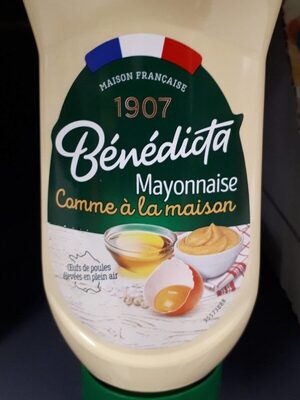 MAISON FRANÇAISE
1907
Bénédicta
Mayonnaise
Comme à la maison
Œufs de poules
élevées en plein air